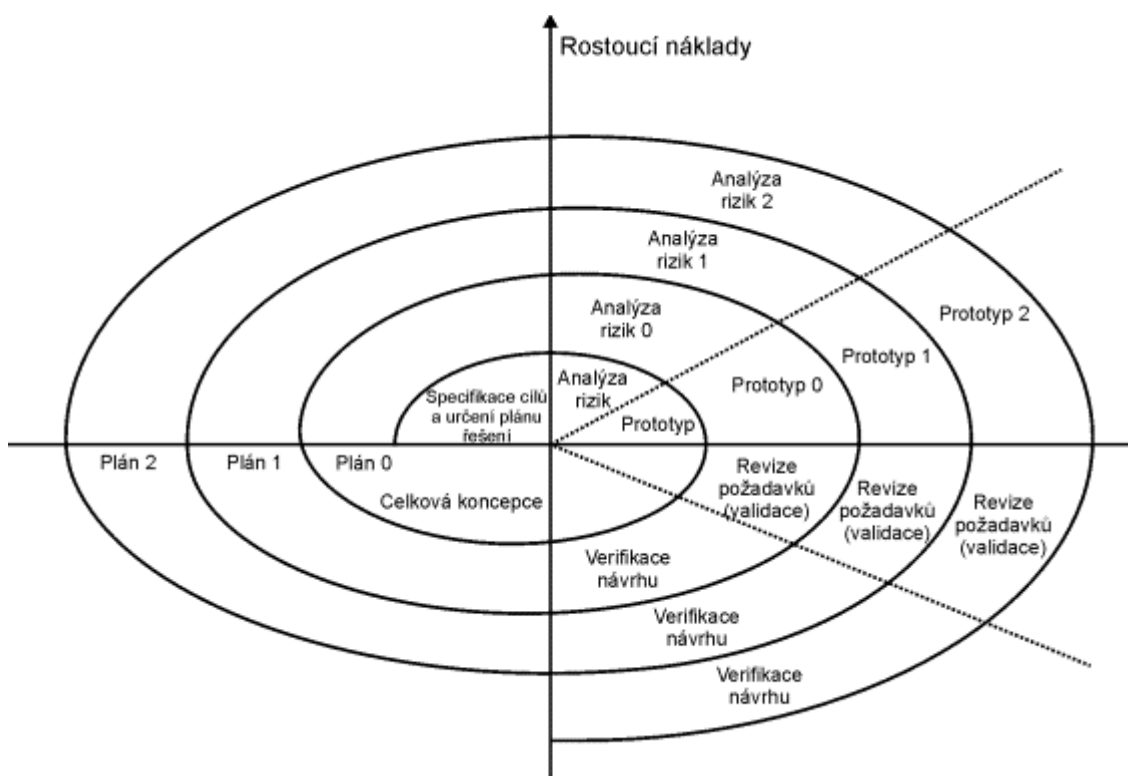 Rostoucí náklady
Analýza
rizik 2
Analýza
rizik 1
Analýza
rizik 0
Prototyp 2
Prototyp 1
Prototyp 0
Specifikace cílů
a určení plánu
řešení
Analýza
rizik
Prototyp
Plán 2
Plán 1
Plán 0
Celková koncepce
Revize
požadavků
(validace)
Revize
požadavků
(validace)
Revize
požadavků
(validace)
Verifikace
návrhu
Verifikace
návrhu
Verifikace
návrhu